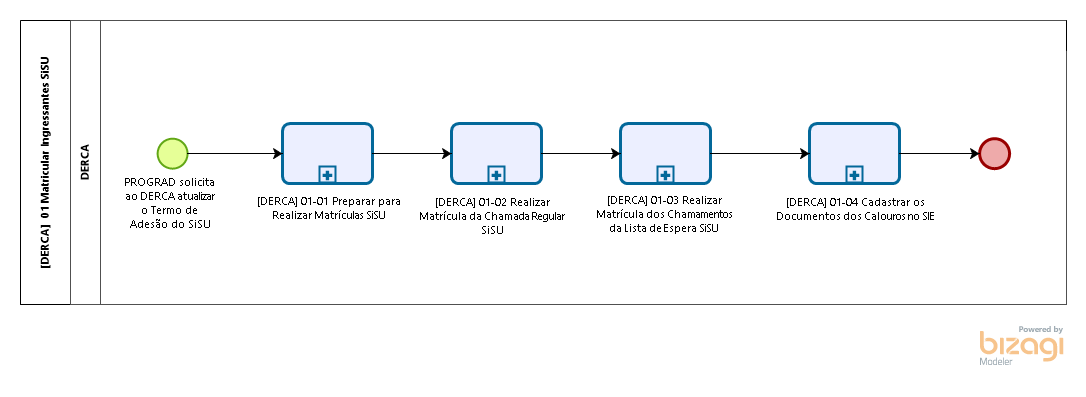 [DERCA] 01 Matricular Ingressantes SiSU
DERCA
PROGRAD solicita
ao DERCA atualizar
o Termo de
Adesão do SiSU
[DERCA] 01-01 Preparar para
Realizar Matrículas SiSU
[DERCA] 01-02 Realizar
Matrícula da Chamada Regular
SiSU
[DERCA] 01-03 Realizar
Matrícula dos Chamamentos
da Lista de Espera SiSU
[DERCA] 01-04 Cadastrar os
Documentos dos Calouros no SIE
Powered by
bizagi
Modeler